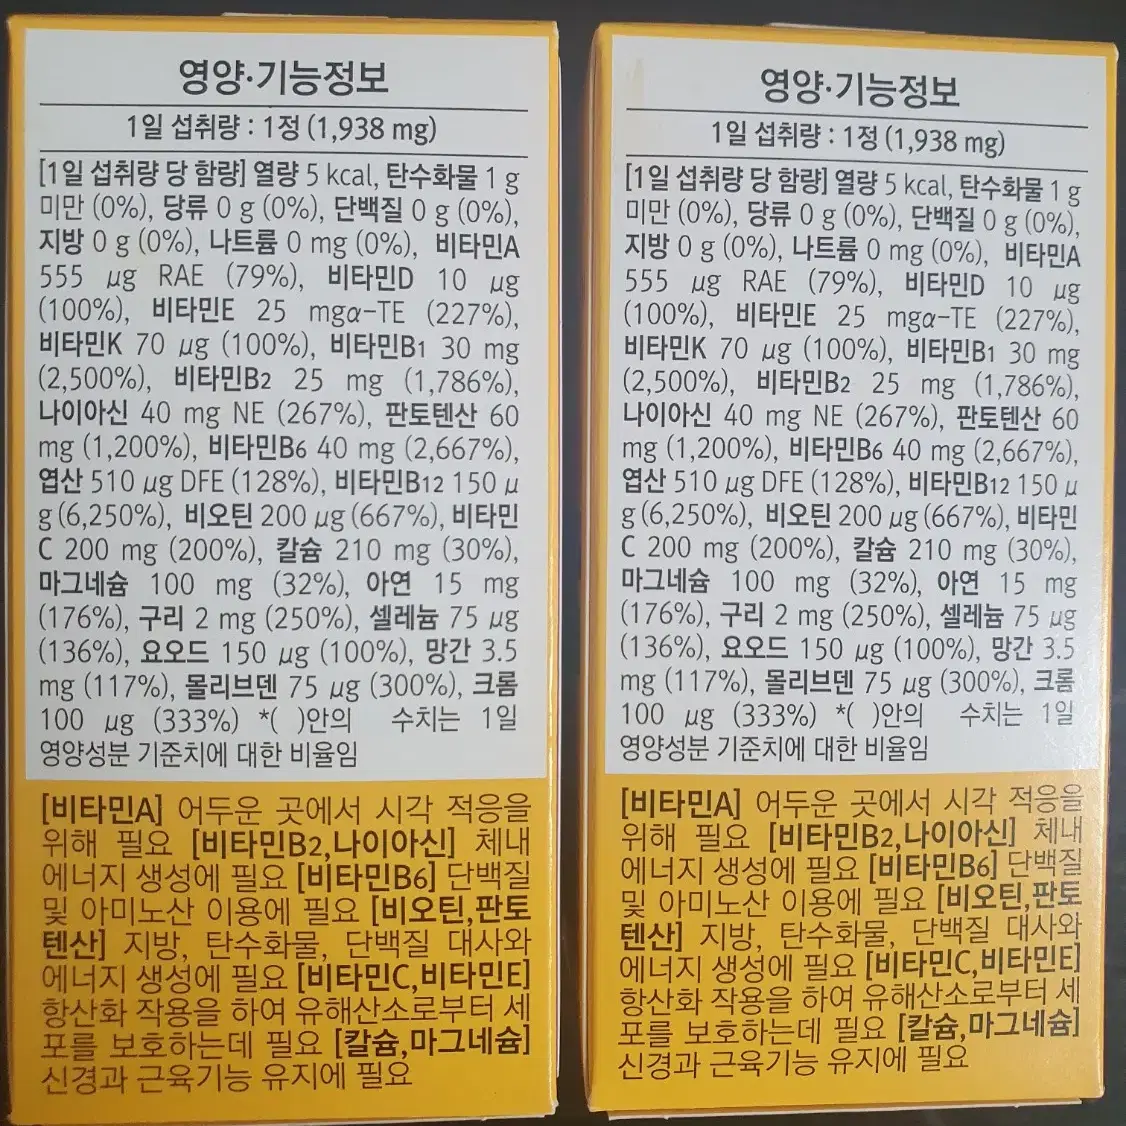 영양·기능정보
1일 섭취량 : 1정 (1,938 mg)
[1일 섭취량 당 함량] 열량 5 kcal, 탄수화물 1 g
미만 (0%), 당류 0 g (0%), 단백질 0 g (0%),
지방 0 g (0%), 나트륨 0 mg (0%), 비타민A
555 µg RAE (79%), 비타민D 10 µg
(100%), 비타민E 25 mgα-TE (227%),
비타민K 70 µg (100%), 비타민B1 30 mg
(2,500%), 비타민B2 25 mg (1,786%),
나이아신 40 mg NE (267%), 판토텐산 60
mg (1,200%), 비타민B6 40 mg (2,667%),
엽산 510 µg DFE (128%), 비타민B12 150 µ
g (6,250%), 비오틴 200 µg (667%), 비타민
C 200 mg (200%), 칼슘 210 mg (30%),
마그네슘 100 mg (32%), 아연 15 mg
(176%), 구리 2 mg (250%), 셀레늄 75 µg
(136%), 요오드 150 µg (100%), 망간 3.5
mg (117%), 몰리브덴 75 µg (300%), 크롬
100 µg (333%) *( )안의 수치는 1일
영양성분 기준치에 대한 비율임
[비타민A] 어두운 곳에서 시각 적응을
위해 필요 [비타민B2,나이아신] 체내
에너지 생성에 필요 [비타민B6] 단백질
및 아미노산 이용에 필요 [비오틴,판토
텐산] 지방, 탄수화물, 단백질 대사와
에너지 생성에 필요 [비타민C,비타민E]
항산화 작용을 하여 유해산소로부터 세
포를 보호하는데 필요 [칼슘,마그네슘]
신경과 근육기능 유지에 필요
영양·기능정보
1일 섭취량 : 1정 (1,938 mg)
[1일 섭취량 당 함량] 열량 5 kcal, 탄수화물 1 g
미만 (0%), 당류 0 g (0%), 단백질 0 g (0%),
지방 0 g (0%), 나트륨 0 mg (0%), 비타민A
555 µg RAE (79%), 비타민D 10 µg
(100%), 비타민E 25 mgα-TE (227%),
비타민K 70 µg (100%), 비타민B1 30 mg
(2,500%), 비타민B2 25 mg (1,786%),
나이아신 40 mg NE (267%), 판토텐산 60
mg (1,200%), 비타민B6 40 mg (2,667%),
엽산 510 µg DFE (128%), 비타민B12 150 µ
g (6,250%), 비오틴 200 µg (667%), 비타민
C 200 mg (200%), 칼슘 210 mg (30%),
마그네슘 100 mg (32%), 아연 15 mg
(176%), 구리 2 mg (250%), 셀레늄 75 µg
(136%), 요오드 150 µg (100%), 망간 3.5
mg (117%), 몰리브덴 75 µg (300%), 크롬
100 µg (333%) *( )안의 수치는 1일
영양성분 기준치에 대한 비율임
[비타민A] 어두운 곳에서 시각 적응을
위해 필요 [비타민B2,나이아신] 체내
에너지 생성에 필요 [비타민B6] 단백질
및 아미노산 이용에 필요 [비오틴,판토
텐산] 지방, 탄수화물, 단백질 대사와
에너지 생성에 필요 [비타민C,비타민E]
항산화 작용을 하여 유해산소로부터 세
포를 보호하는데 필요 [칼슘,마그네슘]
신경과 근육기능 유지에 필요